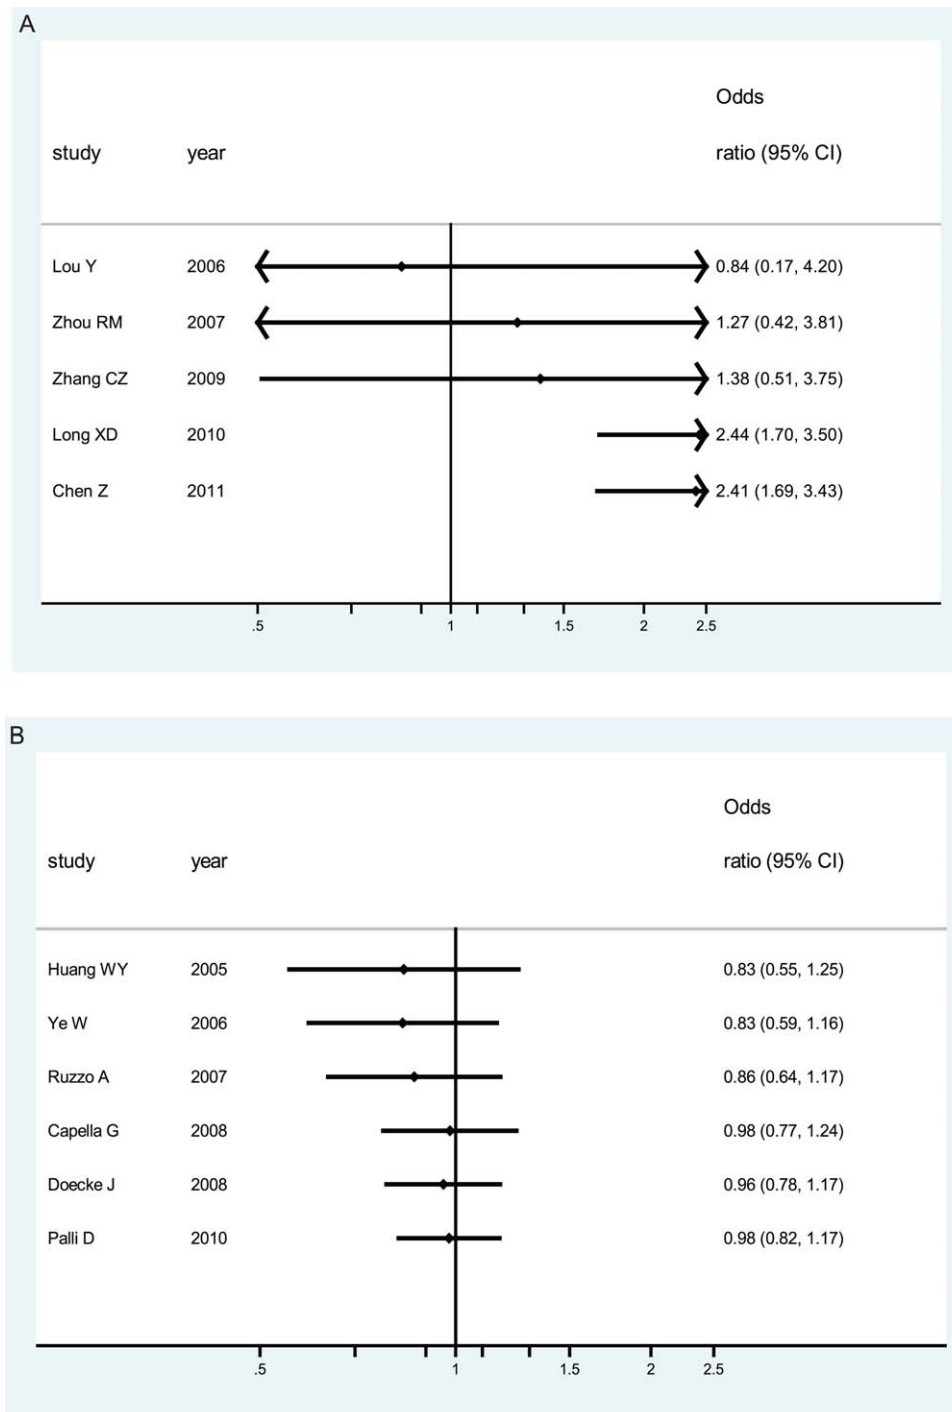 A
Odds
study year ratio (95% CI)
Lou Y 2006 0.84 (0.17, 4.20)
Zhou RM 2007 1.27 (0.42, 3.81)
Zhang CZ 2009 1.38 (0.51, 3.75)
Long XD 2010 2.44 (1.70, 3.50)
Chen Z 2011 2.41 (1.69, 3.43)
.5 1 1.5 2 2.5
B
Odds
study year ratio (95% CI)
Huang WY 2005 0.83 (0.55, 1.25)
Ye W 2006 0.83 (0.59, 1.16)
Ruzzo A 2007 0.86 (0.64, 1.17)
Capella G 2008 0.98 (0.77, 1.24)
Doecke J 2008 0.96 (0.78, 1.17)
Palli D 2010 0.98 (0.82, 1.17)
.5 1 1.5 2 2.5